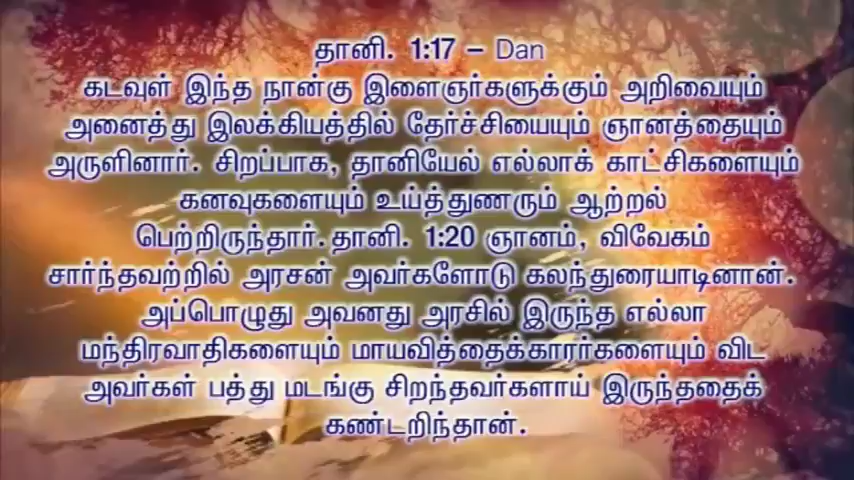 தானி. 1:17 – Dan
கடவுள் இந்த நான்கு இளைஞர்களுக்கும் அறிவையும்
அனைத்து இலக்கியத்தில் தேர்ச்சியையும் ஞானத்தையும்
அருளினார். சிறப்பாக, தானியேல் எல்லாக் காட்சிகளையும்
கனவுகளையும் உய்த்துணரும் ஆற்றல்
பெற்றிருந்தார். தானி. 1:20 ஞானம், விவேகம்
சார்ந்தவற்றில் அரசன் அவர்களோடு கலந்துரையாடினான்.
அப்பொழுது அவனது அரசில் இருந்த எல்லா
மந்திரவாதிகளையும் மாயவித்தைக்காரர்களையும் விட
அவர்கள் பத்து மடங்கு சிறந்தவர்களாய் இருந்ததைக்
கண்டறிந்தான்.